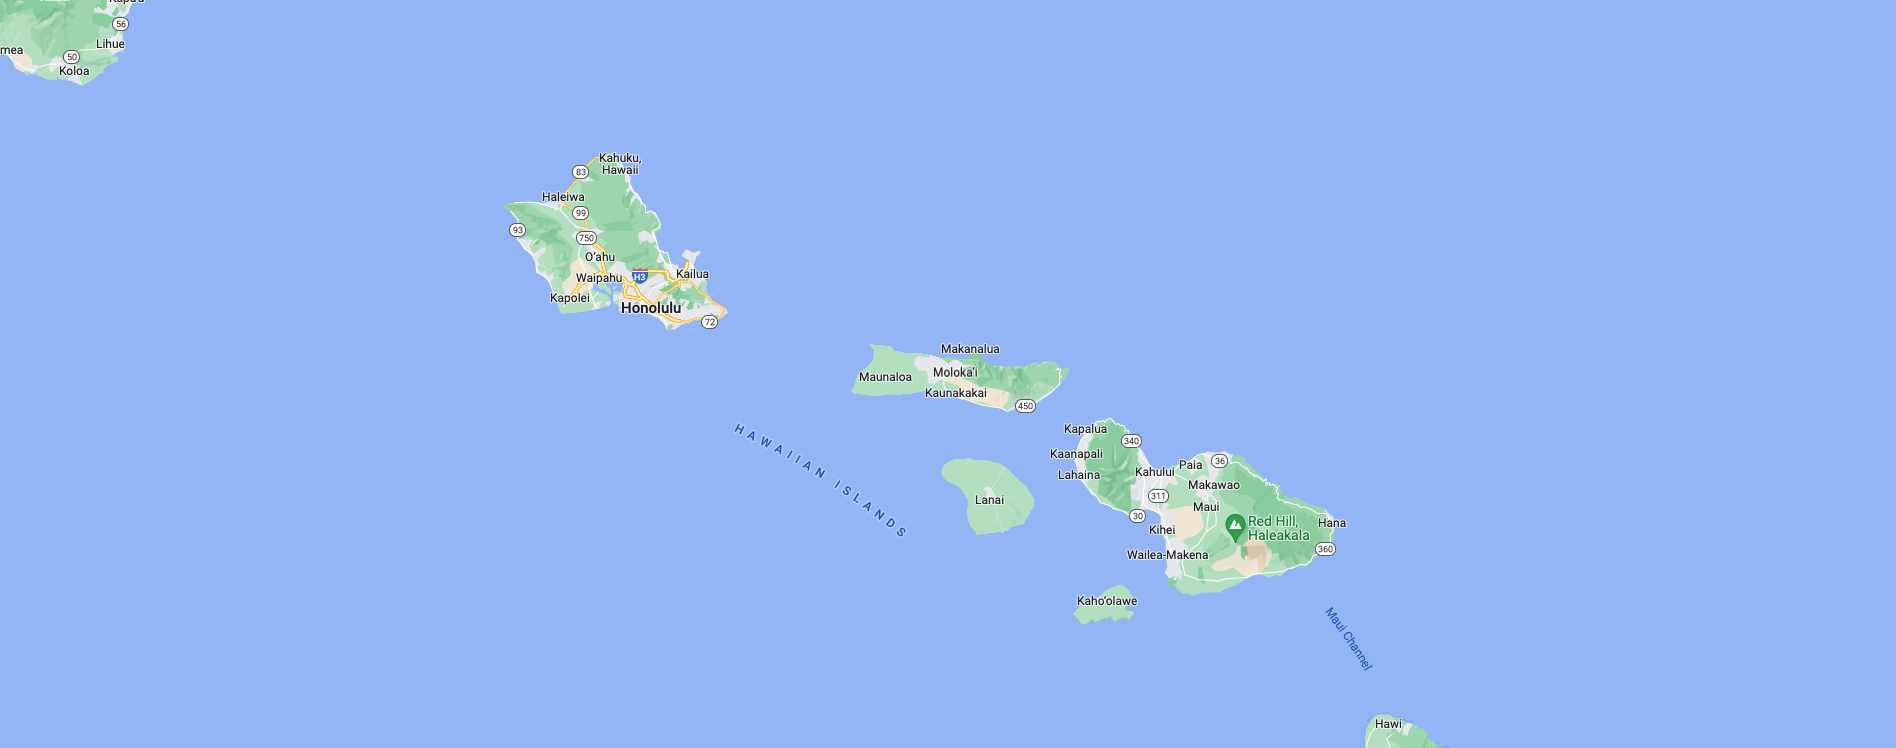 Kapa'a
56
Lihue
mea
50
Koloa
Kahuku,
Hawaii
83
Haleiwa
99
93
750
O'ahu
H3
Kailua
Waipahu
Kapolei
Honolulu
72
Makanalua
Moloka'i
Maunaloa
Kaunakakai
450
HAWAIIAN ISLANDS
Kapalua
340
Kaanapali
Lahaina
Kahului
Paia
36
Makawao
311
Lanai
Maui
30
Red Hill,
Haleakala
Hana
Kihei
360
Wailea-Makena
Kaho'olawe
Maui Channel
Hawi